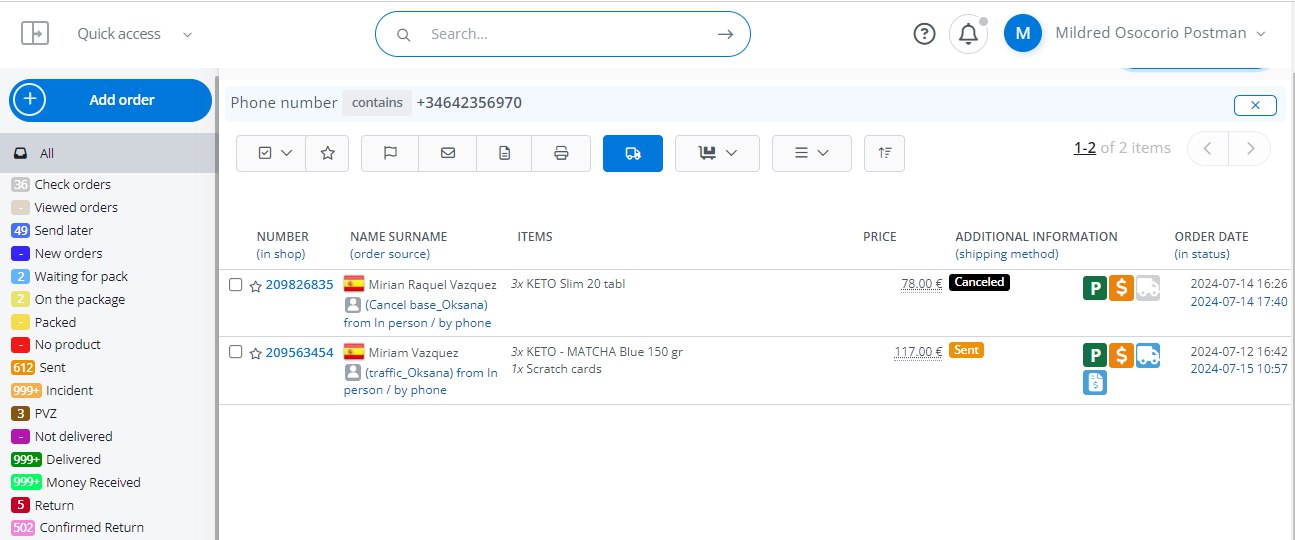 Quick access
Search...
?
M
Mildred Osocorio Postman
Add order
Phone number contains +34642356970
All
36 Check orders
- Viewed orders
49 Send later
- New orders
2 Waiting for pack
2 On the package
- Packed
- No product
612 Sent
999+ Incident
3 PVZ
- Not delivered
999+ Delivered
999+ Money Received
5 Return
502 Confirmed Return
1-2 of 2 items
NUMBER NAME SURNAME ITEMS PRICE ADDITIONAL INFORMATION ORDER DATE
(in shop) (order source) (shipping method) (in status)
209826835 Mirian Raquel Vazquez 3x KETO Slim 20 tabl 78.00 € Canceled P $ 2024-07-14 16:26
(Cancel base_Oksana) 2024-07-14 17:40
from In person / by phone
209563454 Miriam Vazquez 3x KETO - MATCHA Blue 150 gr 117.00 € Sent P $ 2024-07-12 16:42
(traffic_Oksana) from In 1x Scratch cards 2024-07-15 10:57
person / by phone $